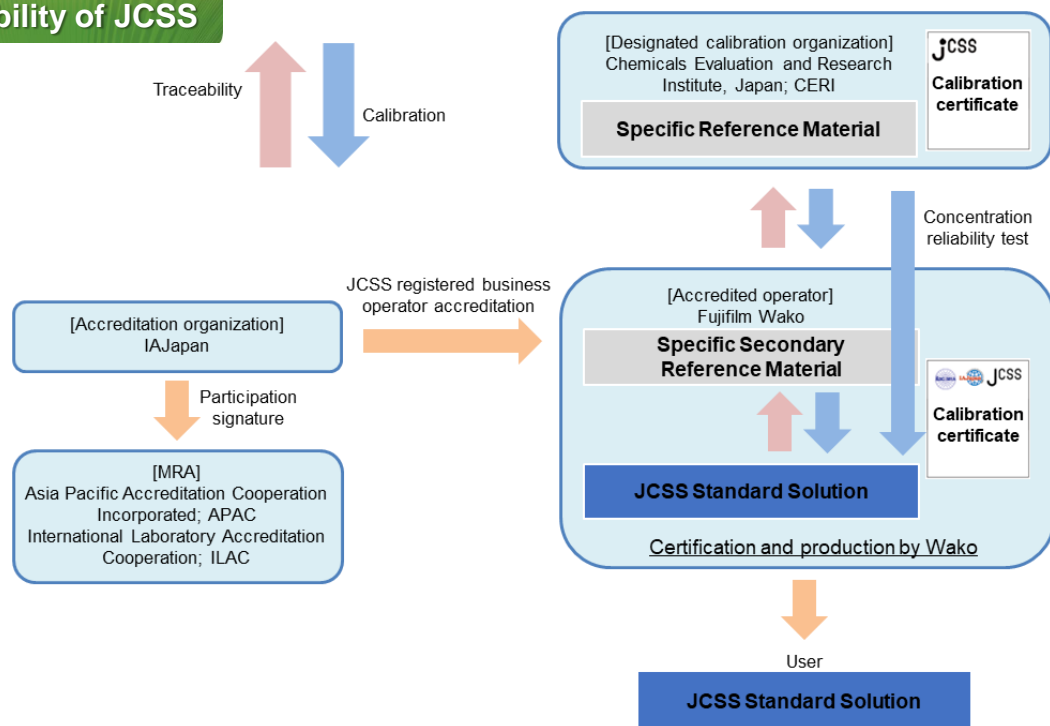 bility of JCSS
Traceability
Calibration
[Designated calibration organization]
Chemicals Evaluation and Research
Institute, Japan; CERI
Specific Reference Material
JCSS
Calibration
certificate
Concentration
reliability test
JCSS registered business
operator accreditation
[Accreditation organization]
IAJapan
Participation
signature
[MRA]
Asia Pacific Accreditation Cooperation
Incorporated; APAC
International Laboratory Accreditation
Cooperation; ILAC
[Accredited operator]
Fujifilm Wako
Specific Secondary
Reference Material
JCSS
Calibration
certificate
JCSS Standard Solution
Certification and production by Wako
User
JCSS Standard Solution